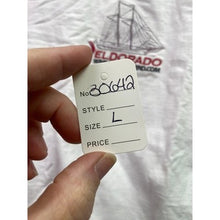 ELDORADO
No 30642
STYLE
SIZE L
PRICE